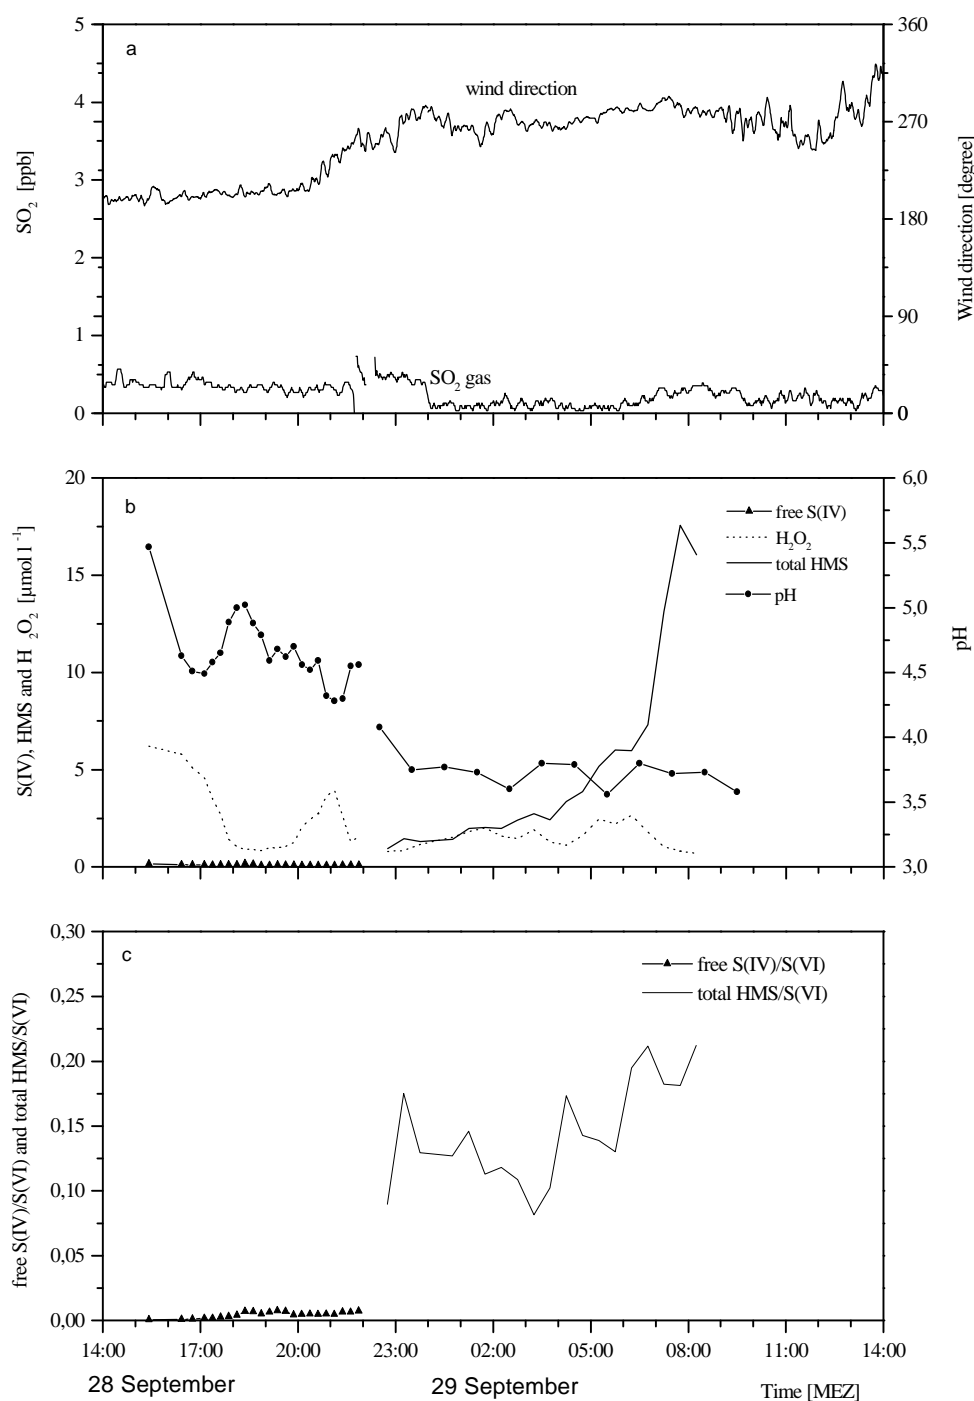 a
5
4
3
2
1
0
SO2 [ppb]
wind direction
SO2 gas
360
270
180
90
0
Wind direction [degree]
b
20
15
10
5
0
S(IV), HMS and H2O2 [µmol l-1]
free S(IV)
H2O2
total HMS
pH
6,0
5,5
5,0
4,5
4,0
3,5
3,0
pH
c
0,30
0,25
0,20
0,15
0,10
0,05
0,00
free S(IV)/S(VI) and total HMS/S(VI)
free S(IV)/S(VI)
total HMS/S(VI)
14:00 17:00 20:00 23:00 02:00 05:00 08:00 11:00 14:00
28 September 29 September Time [MEZ]